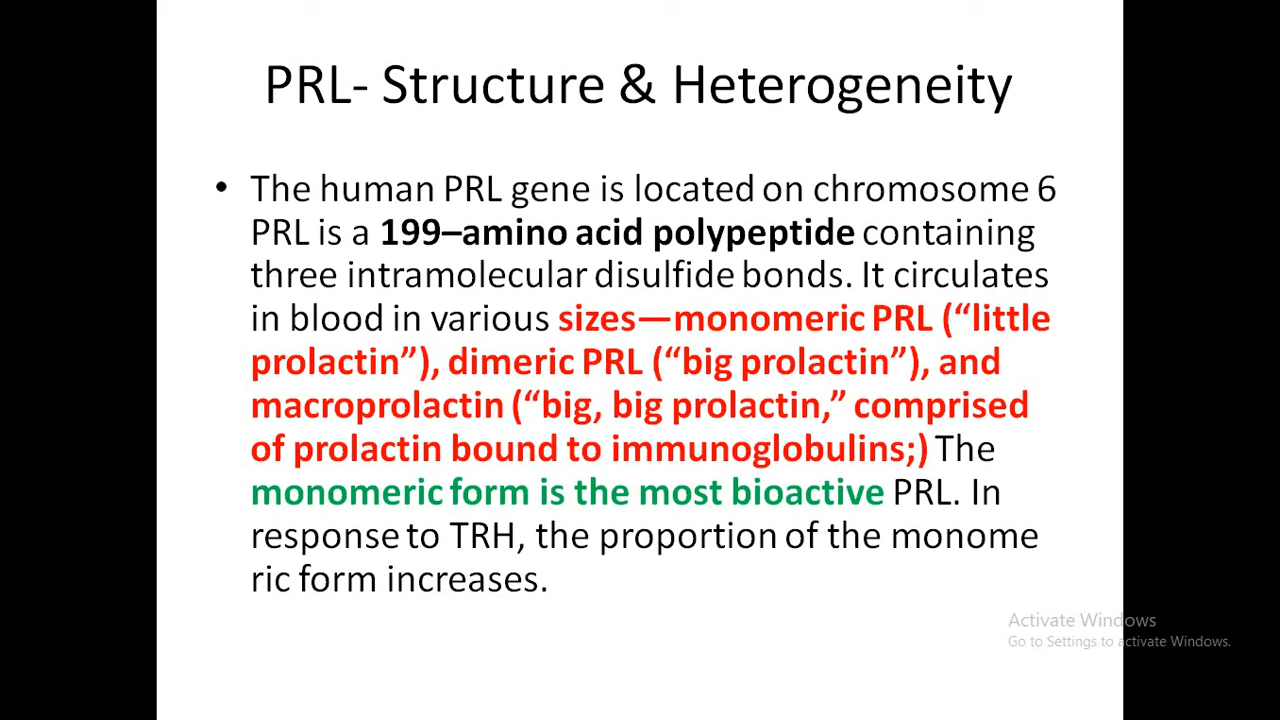 PRL- Structure & Heterogeneity
• The human PRL gene is located on chromosome 6
PRL is a 199–amino acid polypeptide containing
three intramolecular disulfide bonds. It circulates
in blood in various sizes—monomeric PRL (“little
prolactin”), dimeric PRL (“big prolactin”), and
macroprolactin (“big, big prolactin,” comprised
of prolactin bound to immunoglobulins;) The
monomeric form is the most bioactive PRL. In
response to TRH, the proportion of the monome
ric form increases.
Activate Windows
Go to Settings to activate Windows.